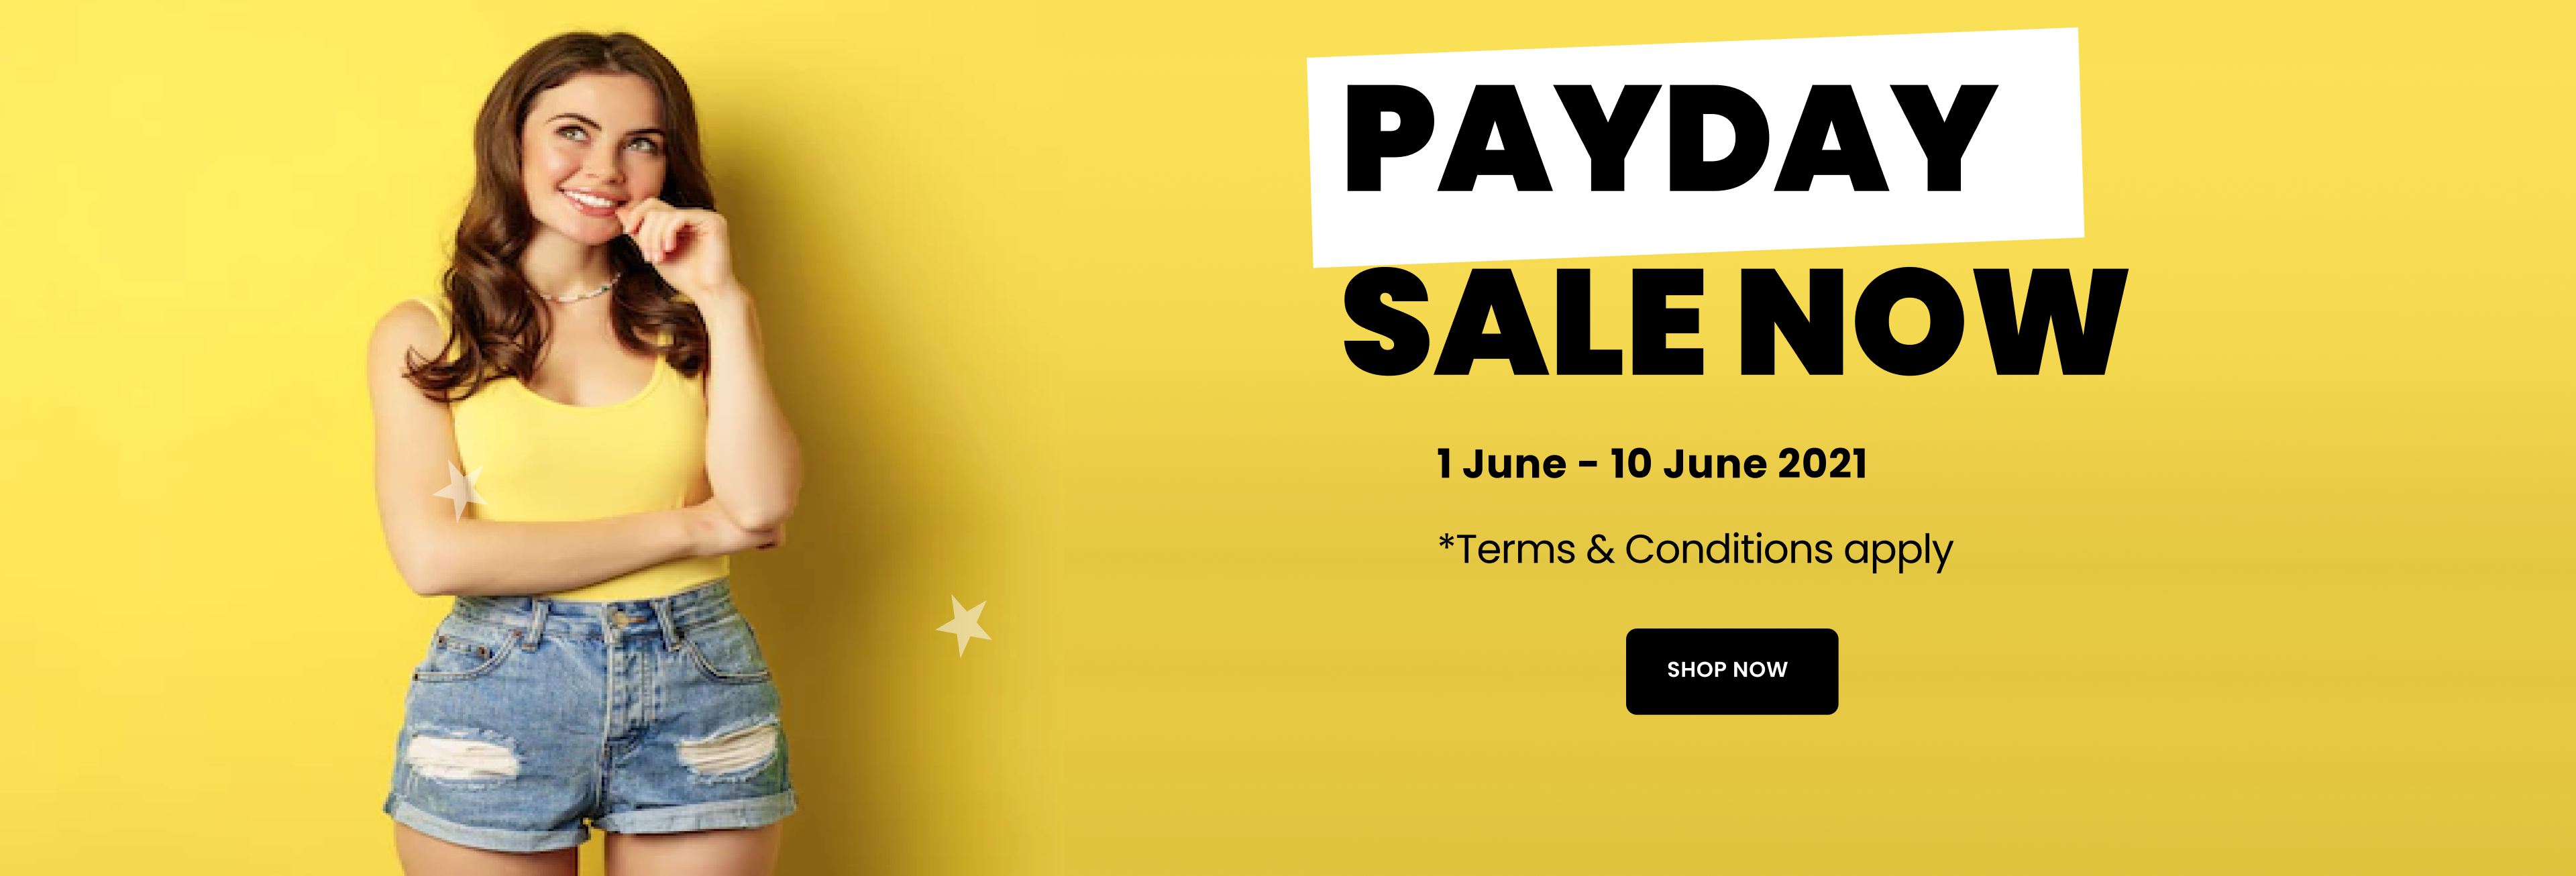 PAYDAY
SALE NOW
1 June - 10 June 2021
*Terms & Conditions apply
SHOP NOW